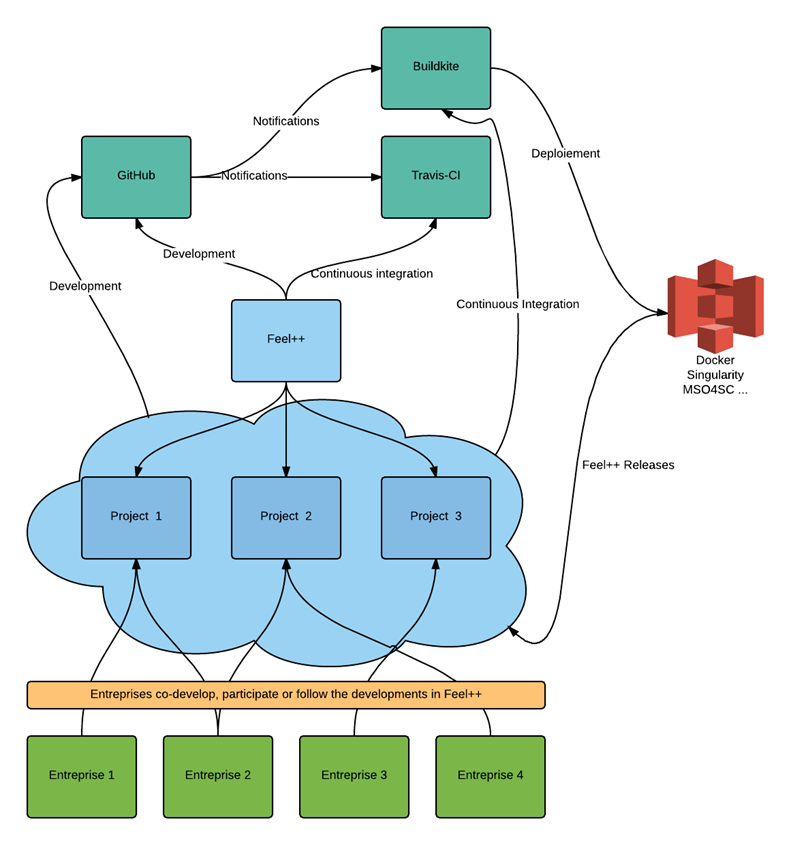 Buildkite
Notifications
Deploiement
GitHub
Notifications
Travis-CI
Development
Continuous integration
Development
Continuous Integration
Feel++
Docker
Singularity
MSO4SC ...
Feel++ Releases
Project 1
Project 2
Project 3
Entreprises co-develop, participate or follow the developments in Feel++
Entreprise 1
Entreprise 2
Entreprise 3
Entreprise 4